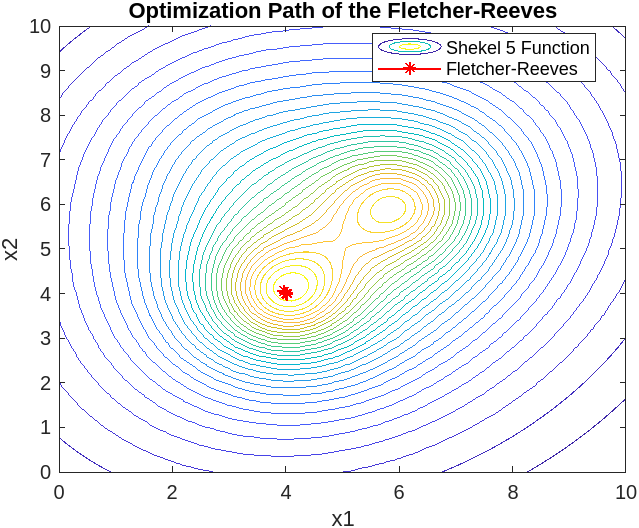 Optimization Path of the Fletcher-Reeves
Shekel 5 Function
Fletcher-Reeves
10
9
8
7
6
5
4
3
2
1
0
x2
0 2 4 6 8 10
x1